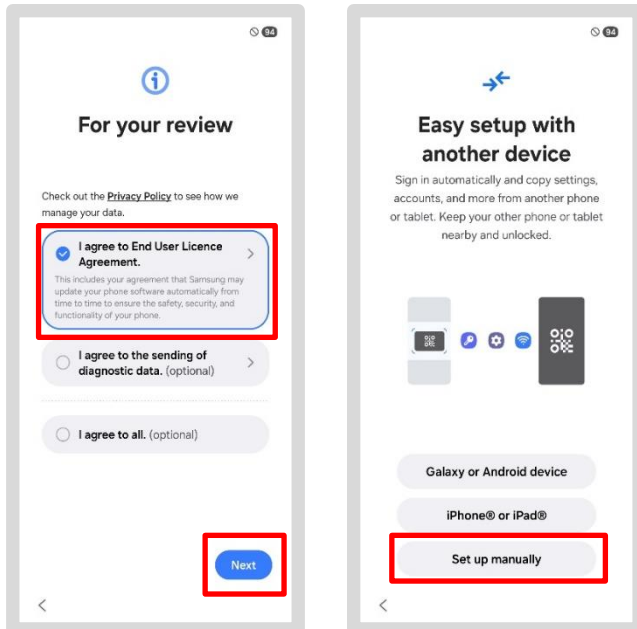 94
For your review
Check out the Privacy Policy to see how we
manage your data.
I agree to End User Licence
Agreement.
This includes your agreement that Samsung may
update your phone software automatically from
time to time to ensure the safety, security, and
functionality of your phone.
I agree to the sending of
diagnostic data. (optional)
I agree to all. (optional)
Next
94
Easy setup with
another device
Sign in automatically and copy settings,
accounts, and more from another phone
or tablet. Keep your other phone or tablet
nearby and unlocked.
Galaxy or Android device
iPhone® or iPad®
Set up manually